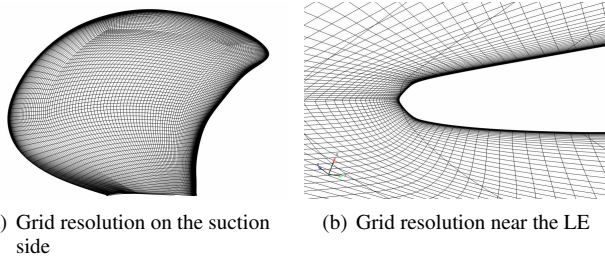 ) Grid resolution on the suction
side
(b) Grid resolution near the LE